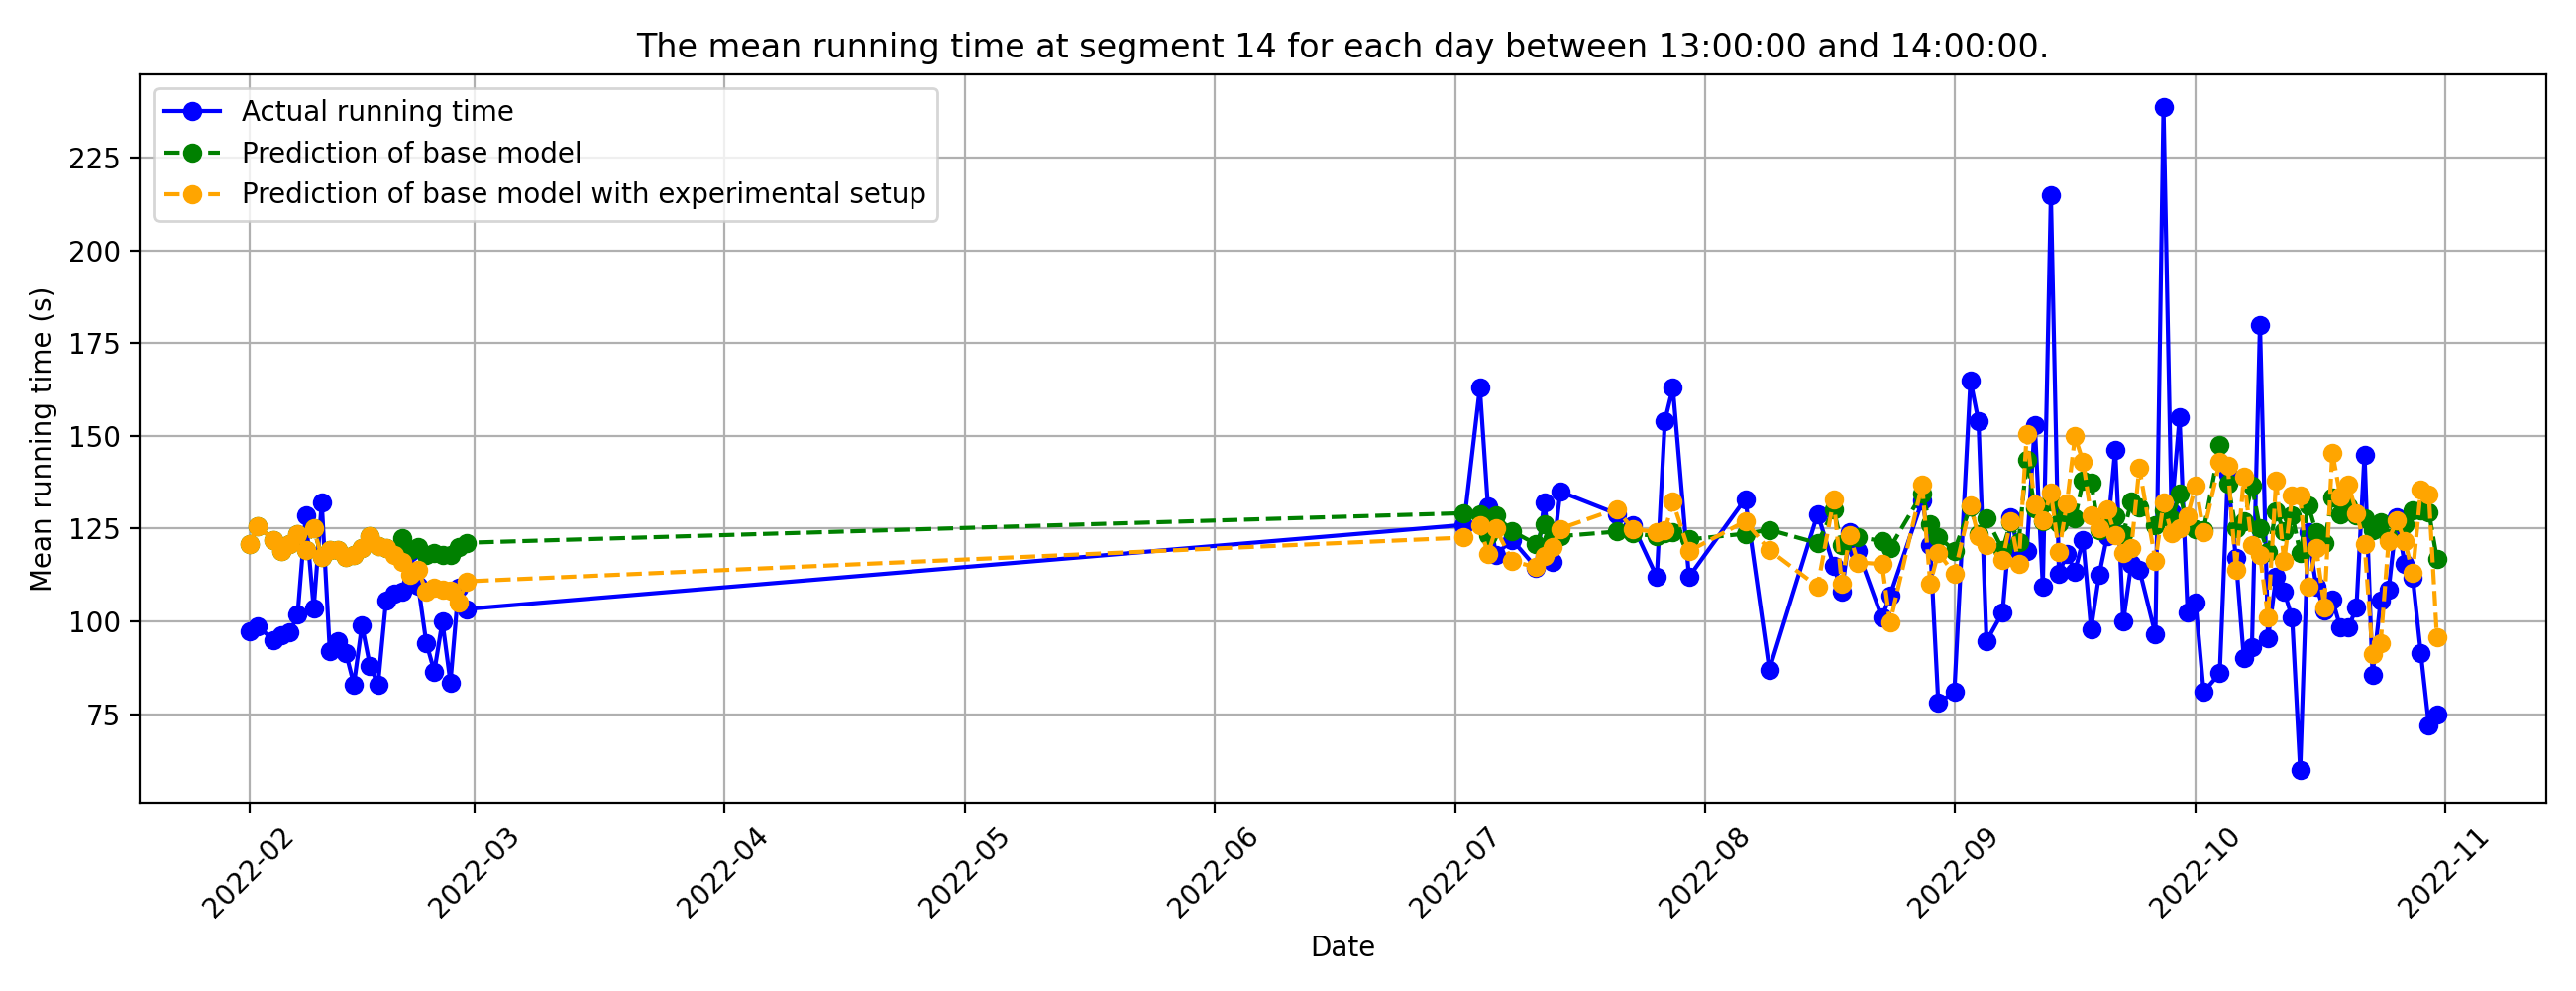 The mean running time at segment 14 for each day between 13:00:00 and 14:00:00.
Actual running time
Prediction of base model
Prediction of base model with experimental setup
Mean running time (s)
225
200
175
150
125
100
75
2022-02
2022-03
2022-04
2022-05
2022-06
2022-07
2022-08
2022-09
2022-10
2022-11
Date